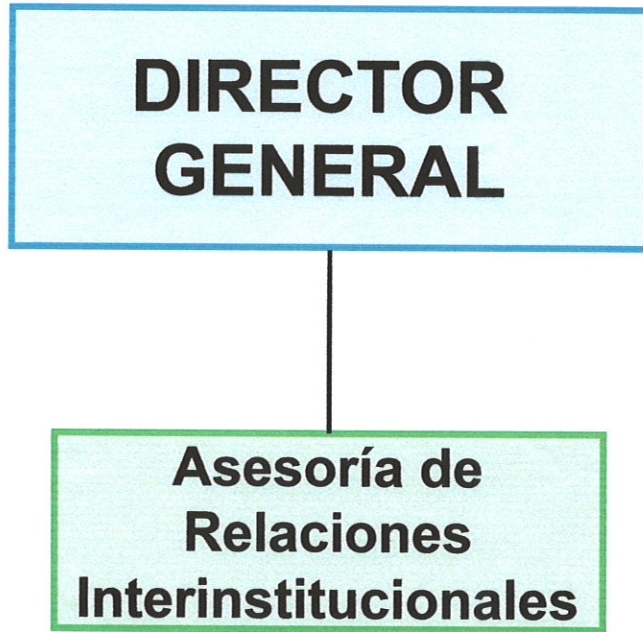 DIRECTOR
GENERAL
Asesoría de
Relaciones
Interinstitucionales